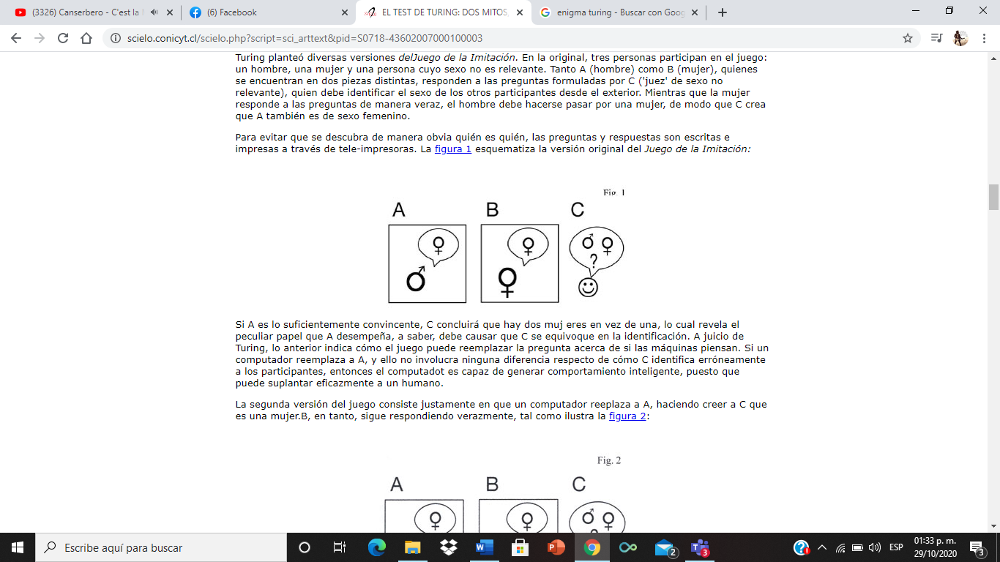 (3326) Canserbero - C'est la
(6) Facebook
EL TEST DE TURING: DOS MITOS,
enigma turing - Buscar con Goog
scielo.conicyt.cl/scielo.php?script=sci_arttext&pid=S0718-43602007000100003
Turing planteó diversas versiones delJuego de la Imitación. En la original, tres personas participan en el juego:
un hombre, una mujer y una persona cuyo sexo no es relevante. Tanto A (hombre) como B (mujer), quienes
se encuentran en dos piezas distintas, responden a las preguntas formuladas por C ('juez' de sexo no
relevante), quien debe identificar el sexo de los otros participantes desde el exterior. Mientras que la mujer
responde a las preguntas de manera veraz, el hombre debe hacerse pasar por una mujer, de modo que C crea
que A también es de sexo femenino.
Para evitar que se descubra de manera obvia quién es quién, las preguntas y respuestas son escritas e
impresas a través de tele-impresoras. La figura 1 esquematiza la versión original del Juego de la Imitación:
Fig. 1
A B C
♀ ♀ ♂ ♀
?
♂ ♀
Si A es lo suficientemente convincente, C concluirá que hay dos muj eres en vez de una, lo cual revela el
peculiar papel que A desempeña, a saber, debe causar que C se equivoque en la identificación. A juicio de
Turing, lo anterior indica cómo el juego puede reemplazar la pregunta acerca de si las máquinas piensan. Si un
computador reemplaza a A, y ello no involucra ninguna diferencia respecto de cómo C identifica erróneamente
a los participantes, entonces el computadot es capaz de generar comportamiento inteligente, puesto que
puede suplantar eficazmente a un humano.
La segunda versión del juego consiste justamente en que un computador reeplaza a A, haciendo creer a C que
es una mujer.B, en tanto, sigue respondiendo verazmente, tal como ilustra la figura 2:
Fig. 2
A B C
♀ ♀ ♂ ♀
Escribe aquí para buscar
2
3
ESP
01:33 p. m.
29/10/2020
3